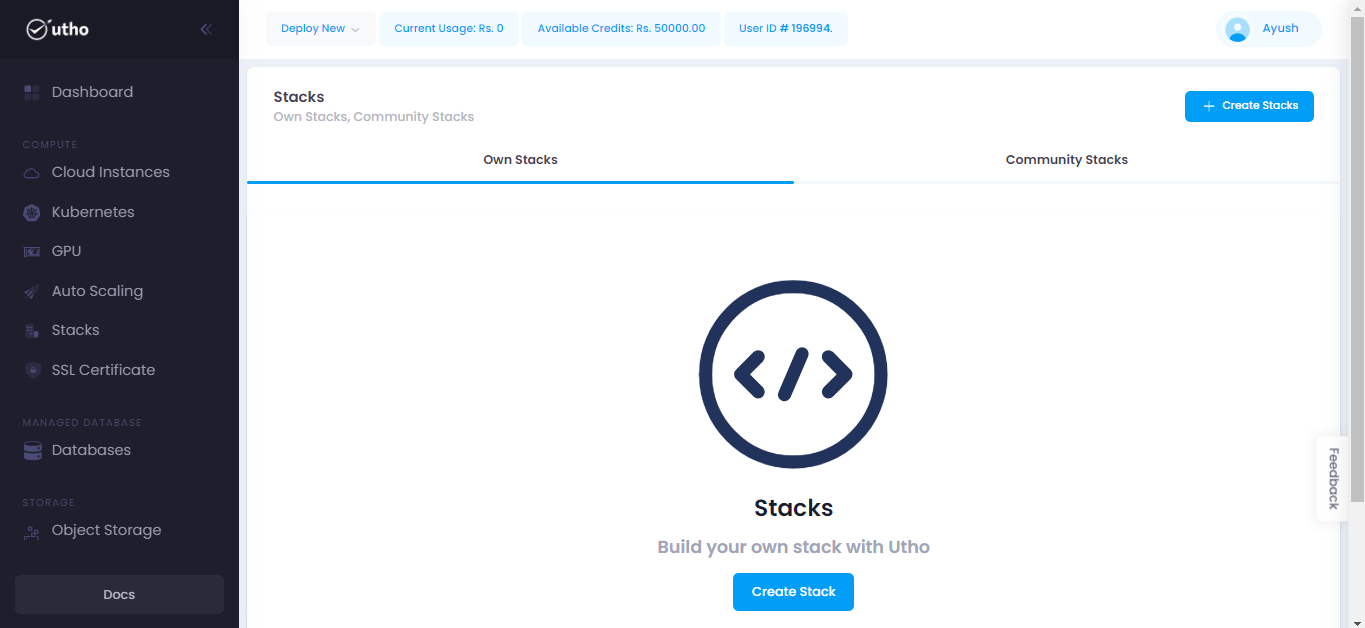 utho
Deploy New
Current Usage: Rs. 0
Available Credits: Rs. 50000.00
User ID # 196994.
Ayush
Dashboard
COMPUTE
Cloud Instances
Kubernetes
GPU
Auto Scaling
Stacks
SSL Certificate
MANAGED DATABASE
Databases
STORAGE
Object Storage
Docs
Stacks
Own Stacks, Community Stacks
Create Stacks
Own Stacks
Community Stacks
Stacks
Build your own stack with Utho
Create Stack
Feedback